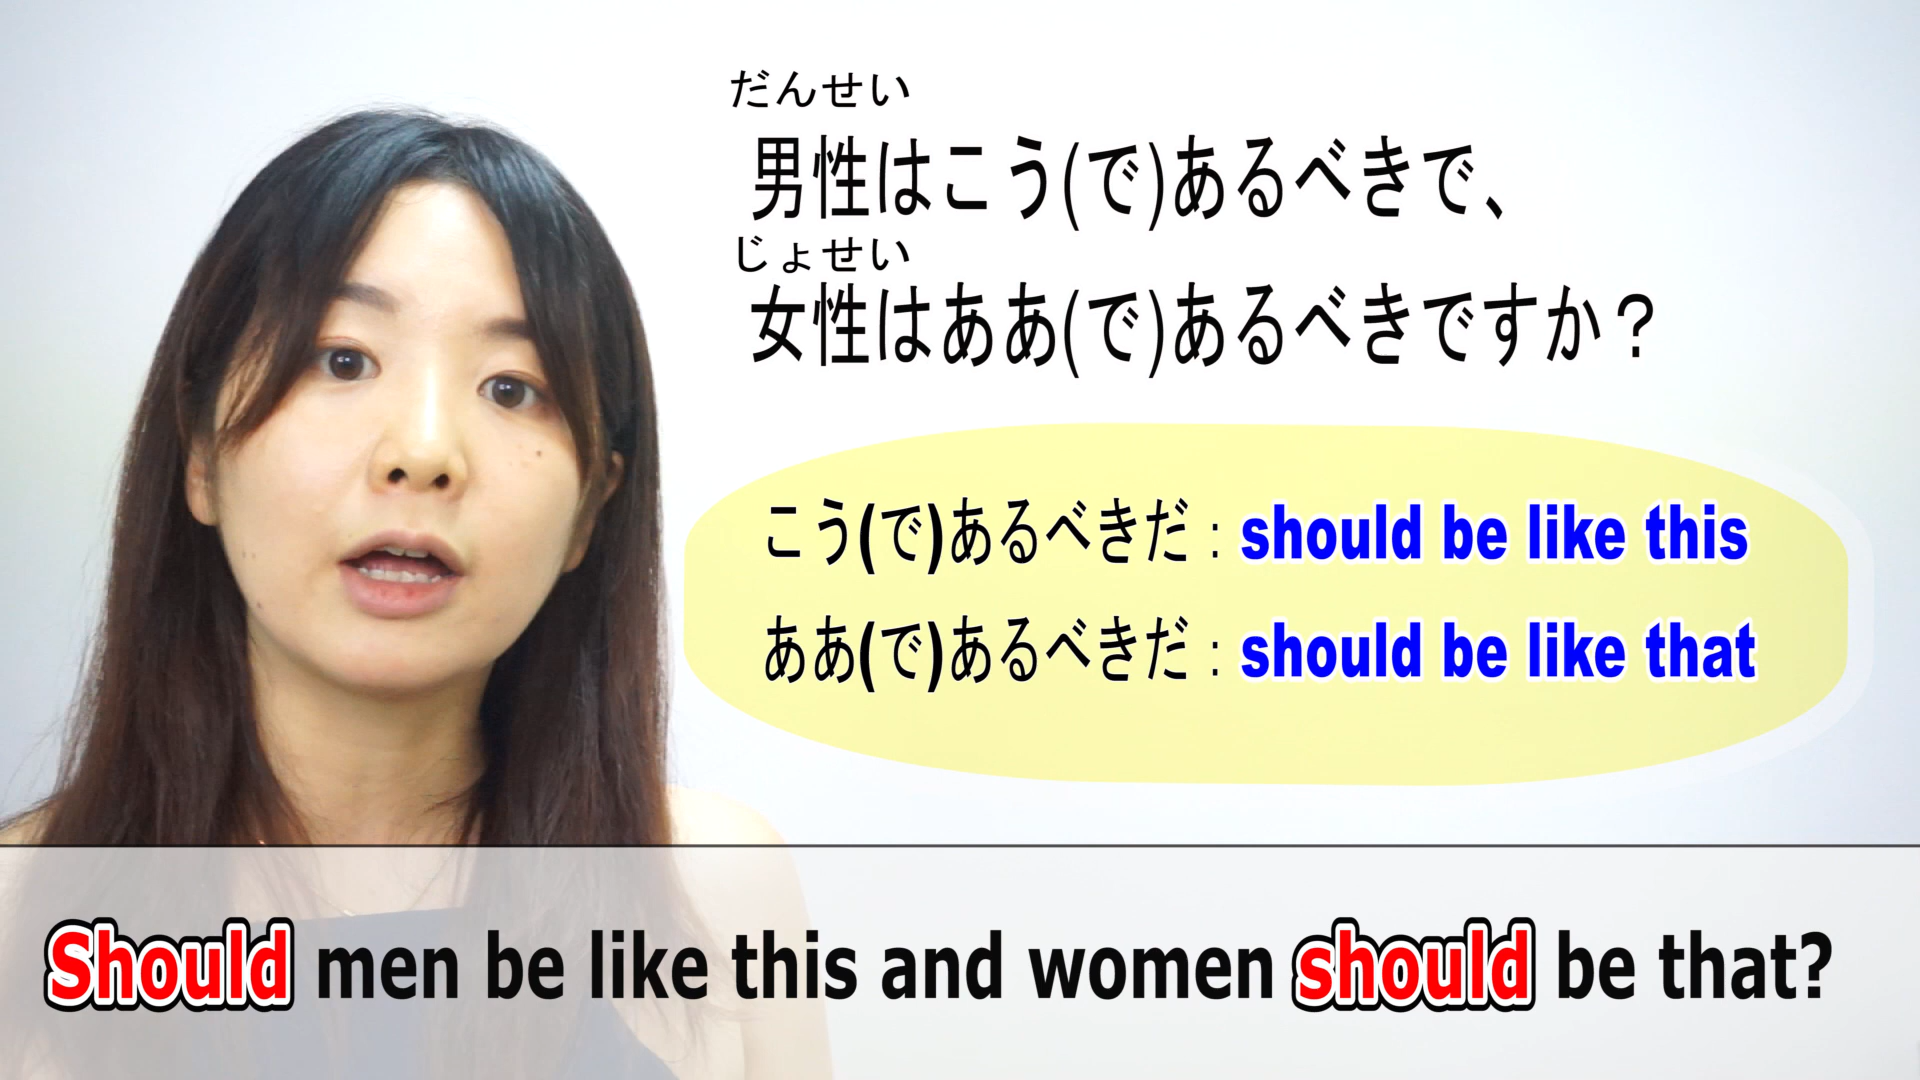 だんせい
男性はこう(で)あるべきで、
じょせい
女性はああ(で)あるべきですか？
こう(で)あるべきだ : should be like this
ああ(で)あるべきだ : should be like that
Should men be like this and women should be that?